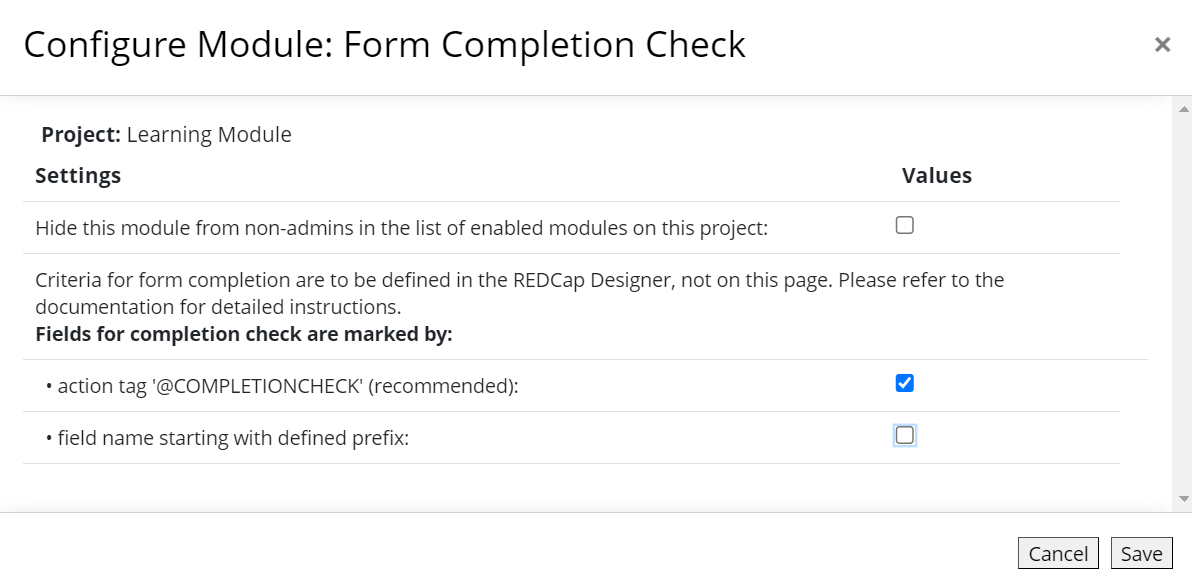 Configure Module: Form Completion Check
×
Project: Learning Module
Settings Values
Hide this module from non-admins in the list of enabled modules on this project:
Criteria for form completion are to be defined in the REDCap Designer, not on this page. Please refer to the
documentation for detailed instructions.
Fields for completion check are marked by:
• action tag '@COMPLETIONCHECK' (recommended):
• field name starting with defined prefix:
Cancel Save